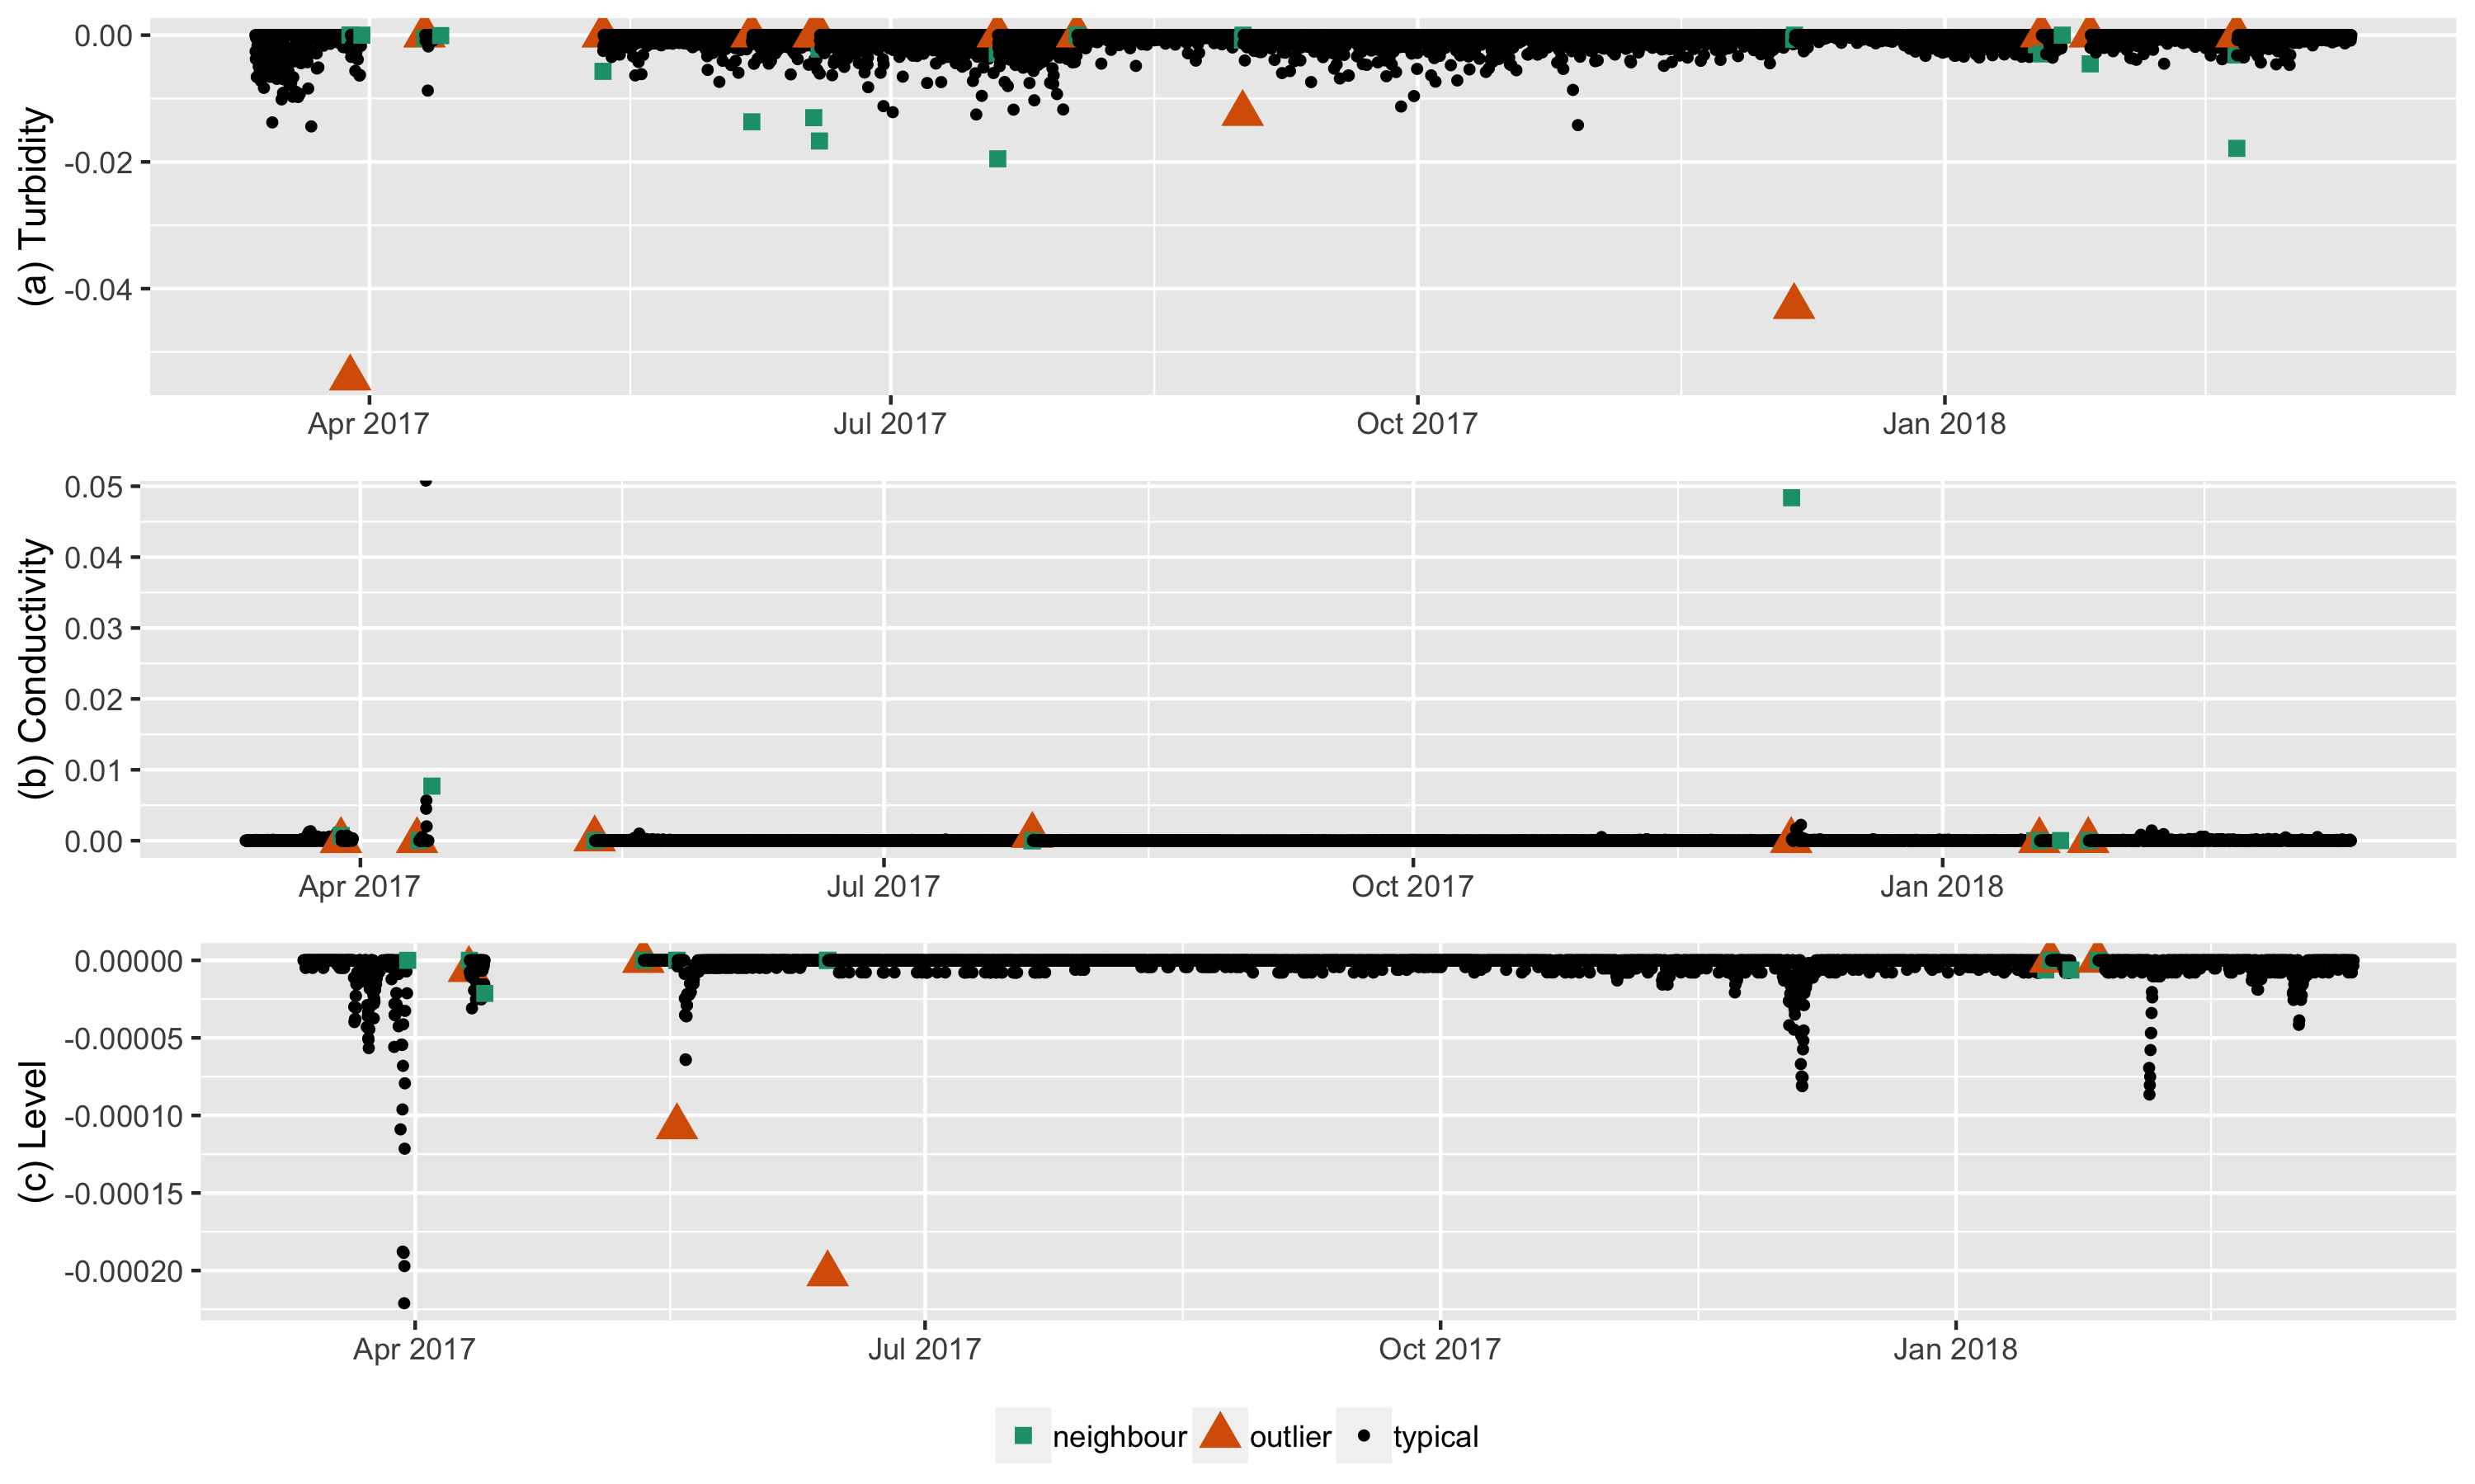 (a) Turbidity
0.00
-0.02
-0.04
Apr 2017 Jul 2017 Oct 2017 Jan 2018
(b) Conductivity
0.05
0.04
0.03
0.02
0.01
0.00
Apr 2017 Jul 2017 Oct 2017 Jan 2018
(c) Level
0.00000
-0.00005
-0.00010
-0.00015
-0.00020
Apr 2017 Jul 2017 Oct 2017 Jan 2018
neighbour outlier typical